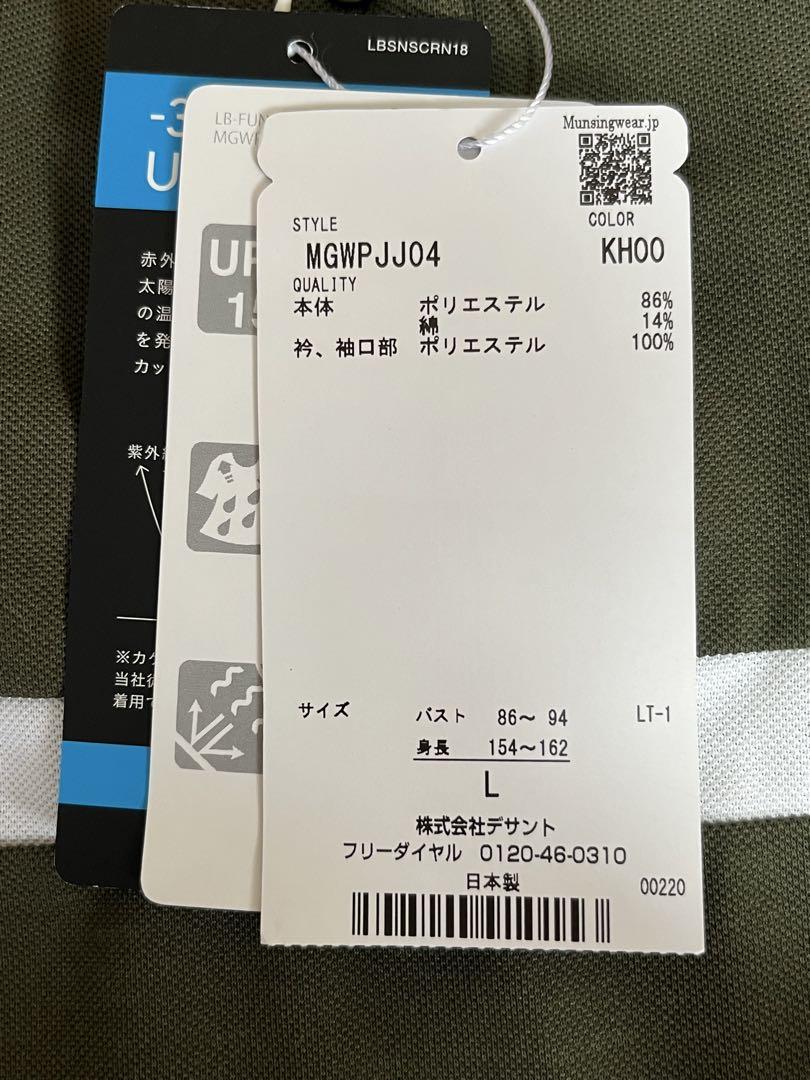 LBSNSCRN18
-3
U
赤外
太陽
の温
を発
カッ
紫外
※カ
当社
着用で
LB-FUN
MGWP
UP
15
Munsingwear.jp
STYLE
COLOR
MGWPJJ04
KH00
QUALITY
本体 ポリエステル 86%
綿 14%
衿、袖口部 ポリエステル 100%
サイズ バスト 86〜 94 LT-1
身長 154〜162
L
株式会社デサント
フリーダイヤル 0120-46-0310
日本製
00220